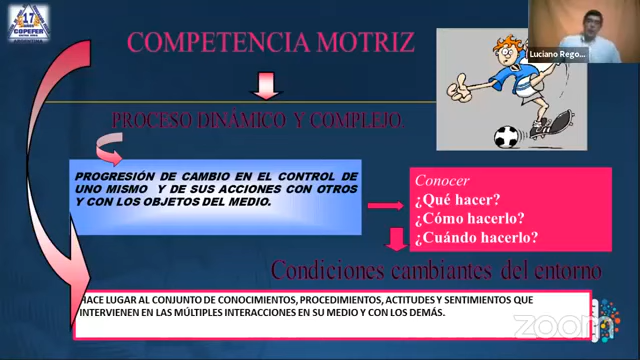 17
COPEFER
COMPETENCIA MOTRIZ
Luciano Rego...
PROCESO DINÁMICO Y COMPLEJO
PROGRESIÓN DE CAMBIO EN EL CONTROL DE
UNO MISMO Y DE SUS ACCIONES CON OTROS
Y CON LOS OBJETOS DEL MEDIO.
Conocer
¿Qué hacer?
¿Cómo hacerlo?
¿Cuándo hacerlo?
Condiciones cambiantes del entorno
HACE LUGAR AL CONJUNTO DE CONOCIMIENTOS, PROCEDIMIENTOS, ACTITUDES Y SENTIMIENTOS QUE
INTERVIENEN EN LAS MÚLTIPLES INTERACCIONES EN SU MEDIO Y CON LOS DEMÁS.
zoom